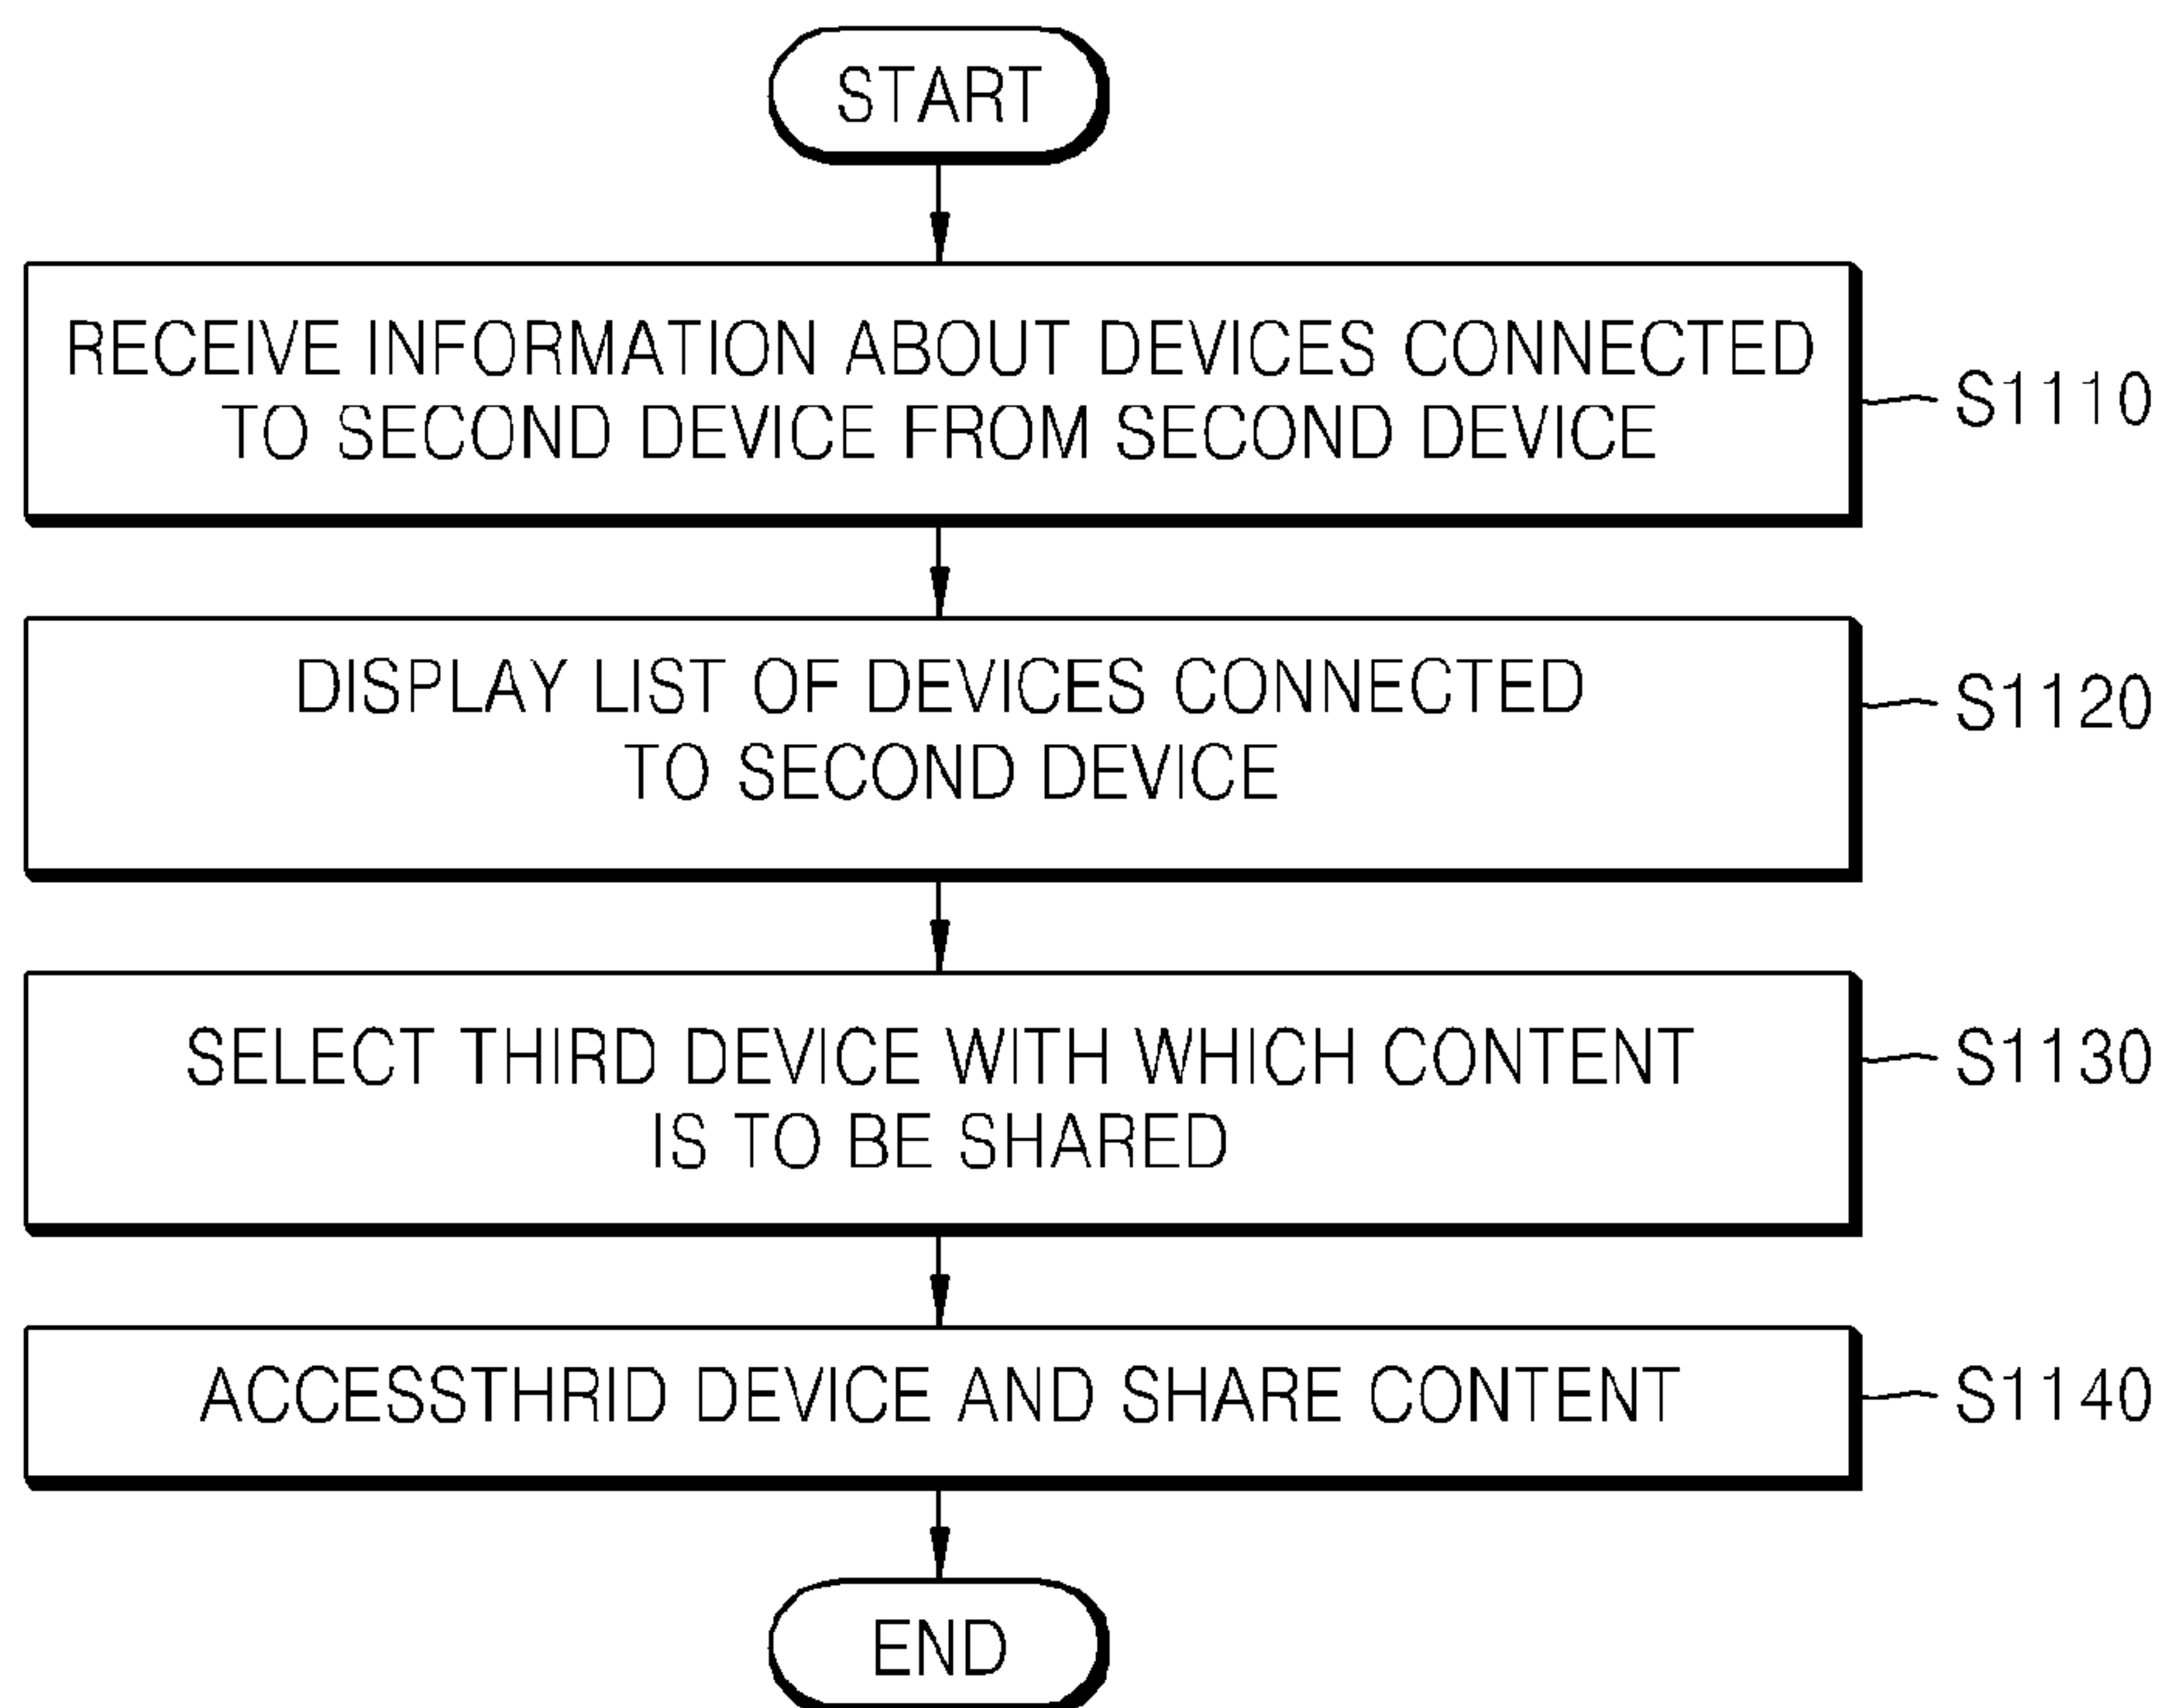 START
RECEIVE INFORMATION ABOUT DEVICES CONNECTED
TO SECOND DEVICE FROM SECOND DEVICE
S1110
DISPLAY LIST OF DEVICES CONNECTED
TO SECOND DEVICE
S1120
SELECT THIRD DEVICE WITH WHICH CONTENT
IS TO BE SHARED
S1130
ACCESSTHRID DEVICE AND SHARE CONTENT
S1140
END